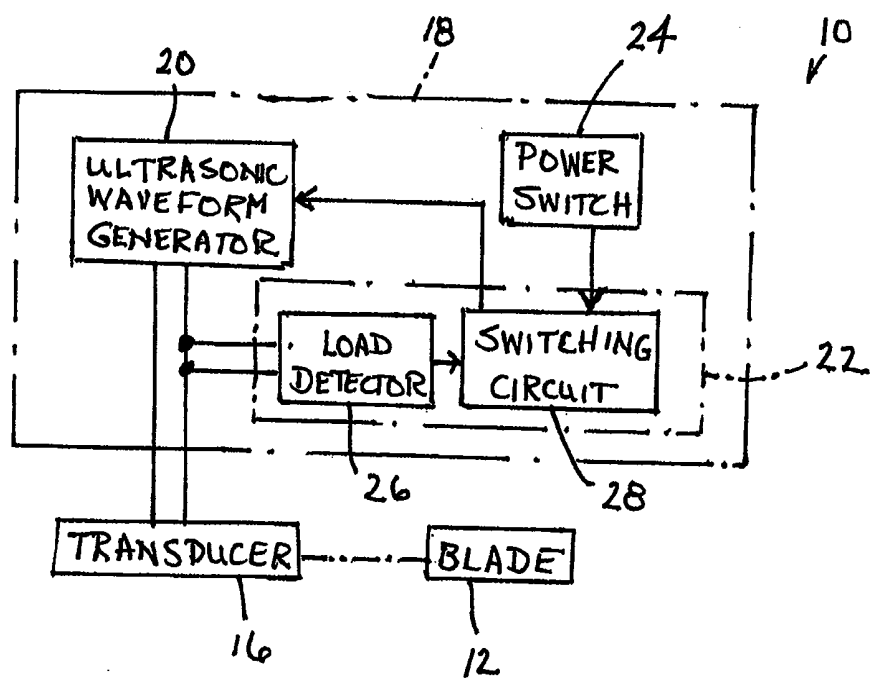 18
24
10
20
ULTRASONIC
WAVEFORM
GENERATOR
POWER
SWITCH
LOAD
DETECTOR
SWITCHING
CIRCUIT
22
26
28
TRANSDUCER
BLADE
16
12